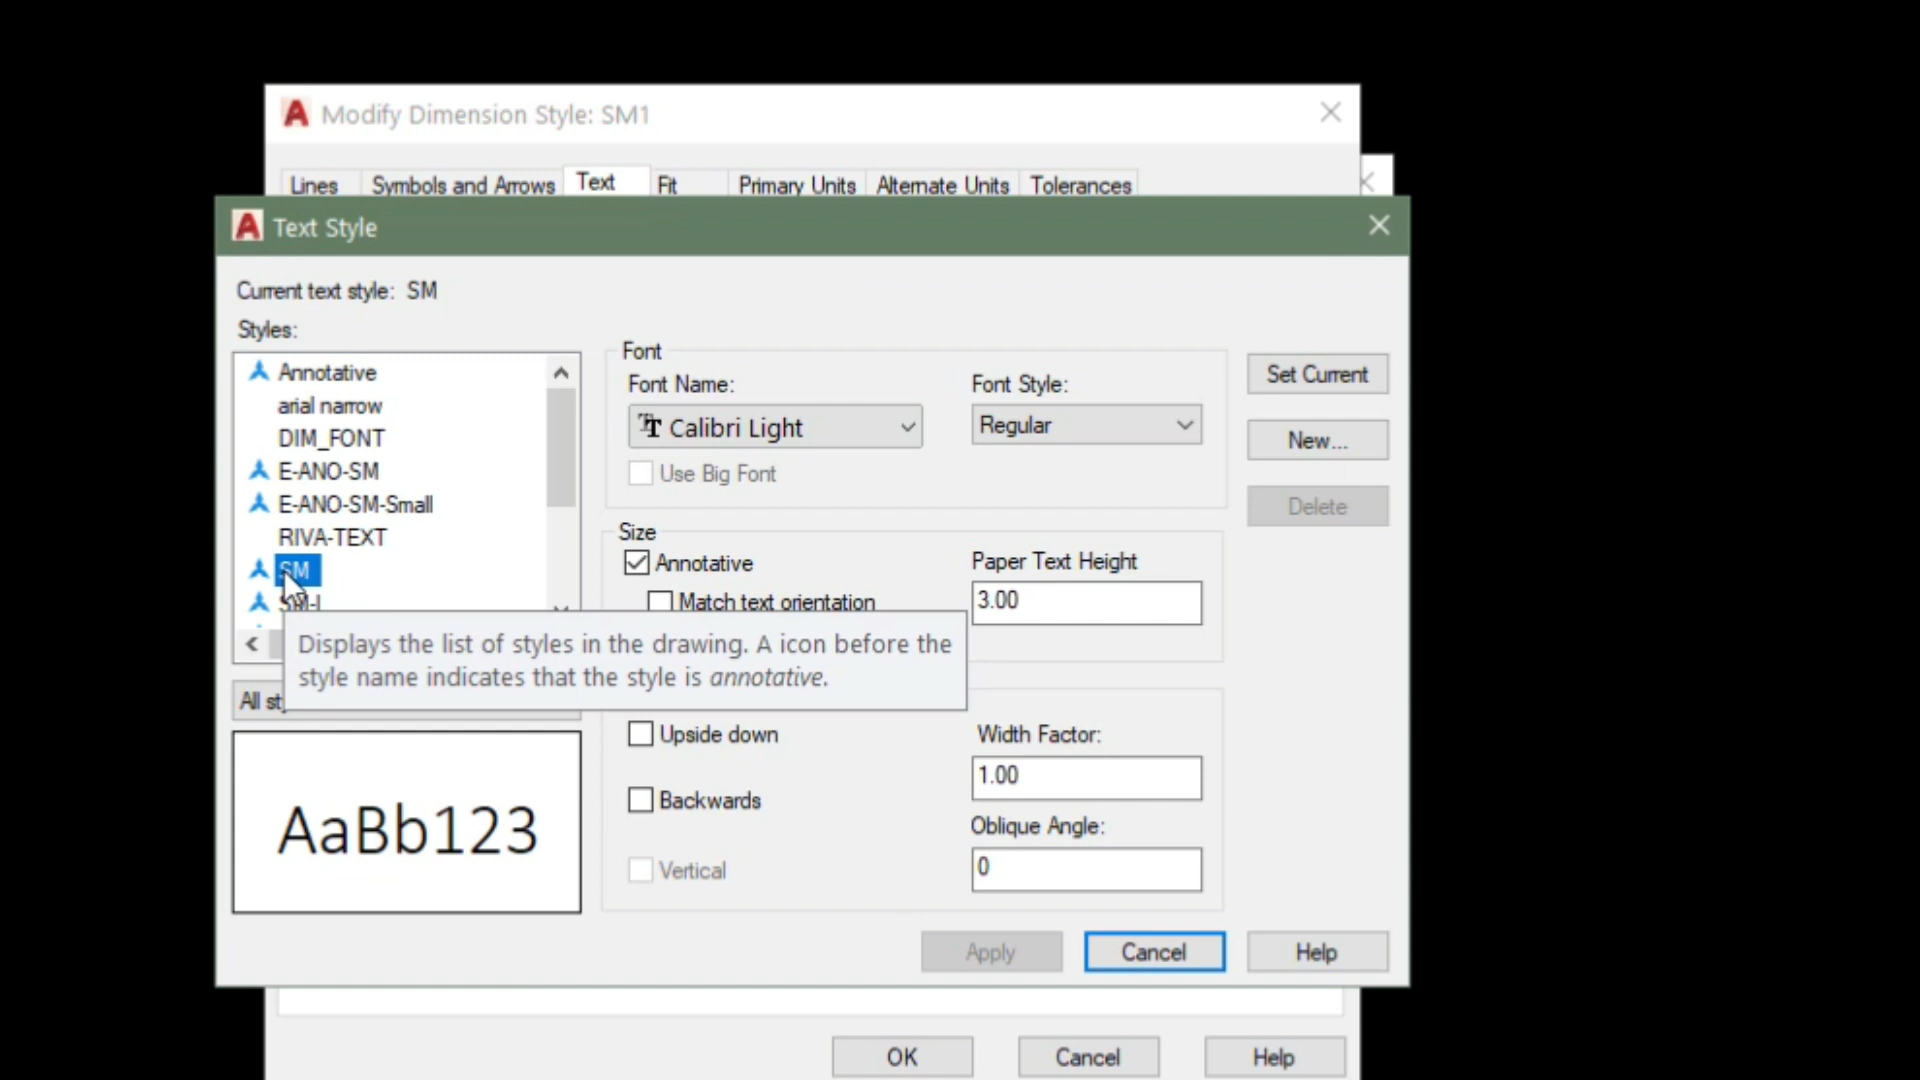 Modify Dimension Style: SM1
Lines Symbols and Arrows Text Fit Primary Units Alternate Units Tolerances
Text Style
Current text style: SM
Styles:
Annotative
arial narrow
DIM_FONT
E-ANO-SM
E-ANO-SM-Small
RIVA-TEXT
SM
Font
Font Name:
Calibri Light
Font Style:
Regular
Use Big Font
Set Current
New...
Delete
Size
Annotative
Match text orientation
Paper Text Height
3.00
Displays the list of styles in the drawing. A icon before the
style name indicates that the style is annotative.
All
AaBb123
Upside down
Backwards
Vertical
Width Factor:
1.00
Oblique Angle:
0
Apply Cancel Help
OK Cancel Help